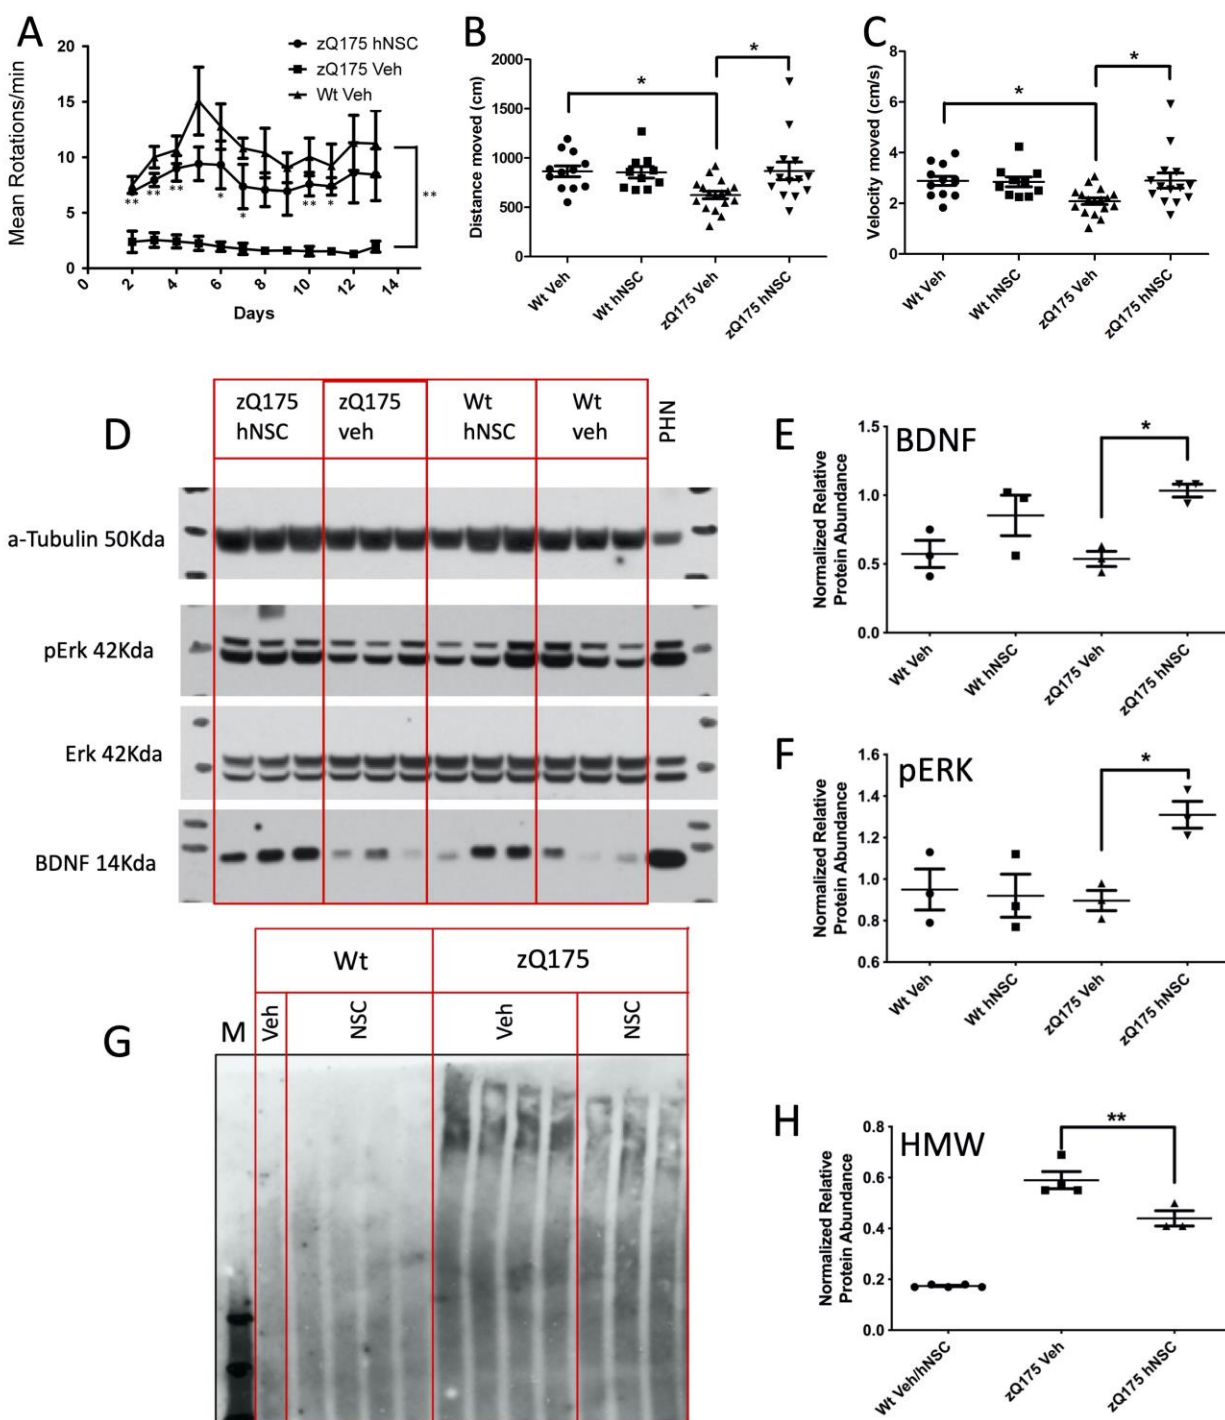 A
20
15
10
5
0
Mean Rotations/min
zQ175 hNSC
zQ175 Veh
Wt Veh
**
**
**
*
**
*
**
0
2
4
6
8
10
12
14
Days
B
2000
1500
1000
500
0
Distance moved (cm)
*
*
Wt Veh
Wt hNSC
zQ175 Veh
zQ175 hNSC
C
8
6
4
2
0
Velocity moved (cm/s)
*
*
Wt Veh
Wt hNSC
zQ175 Veh
zQ175 hNSC
D
zQ175
hNSC
zQ175
veh
Wt
hNSC
Wt
veh
PHN
a-Tubulin 50Kda
pErk 42Kda
Erk 42Kda
BDNF 14Kda
E
BDNF
1.5
1.0
0.5
0.0
Normalized Relative
Protein Abundance
*
Wt Veh
Wt hNSC
zQ175 Veh
zQ175 hNSC
F
pERK
1.6
1.4
1.2
1.0
0.8
0.6
Normalized Relative
Protein Abundance
*
Wt Veh
Wt hNSC
zQ175 Veh
zQ175 hNSC
G
Wt
zQ175
M
Veh
NSC
Veh
NSC
H
HMW
0.8
0.6
0.4
0.2
0.0
Normalized Relative
Protein Abundance
**
Wt Veh/hNSC
zQ175 Veh
zQ175 hNSC